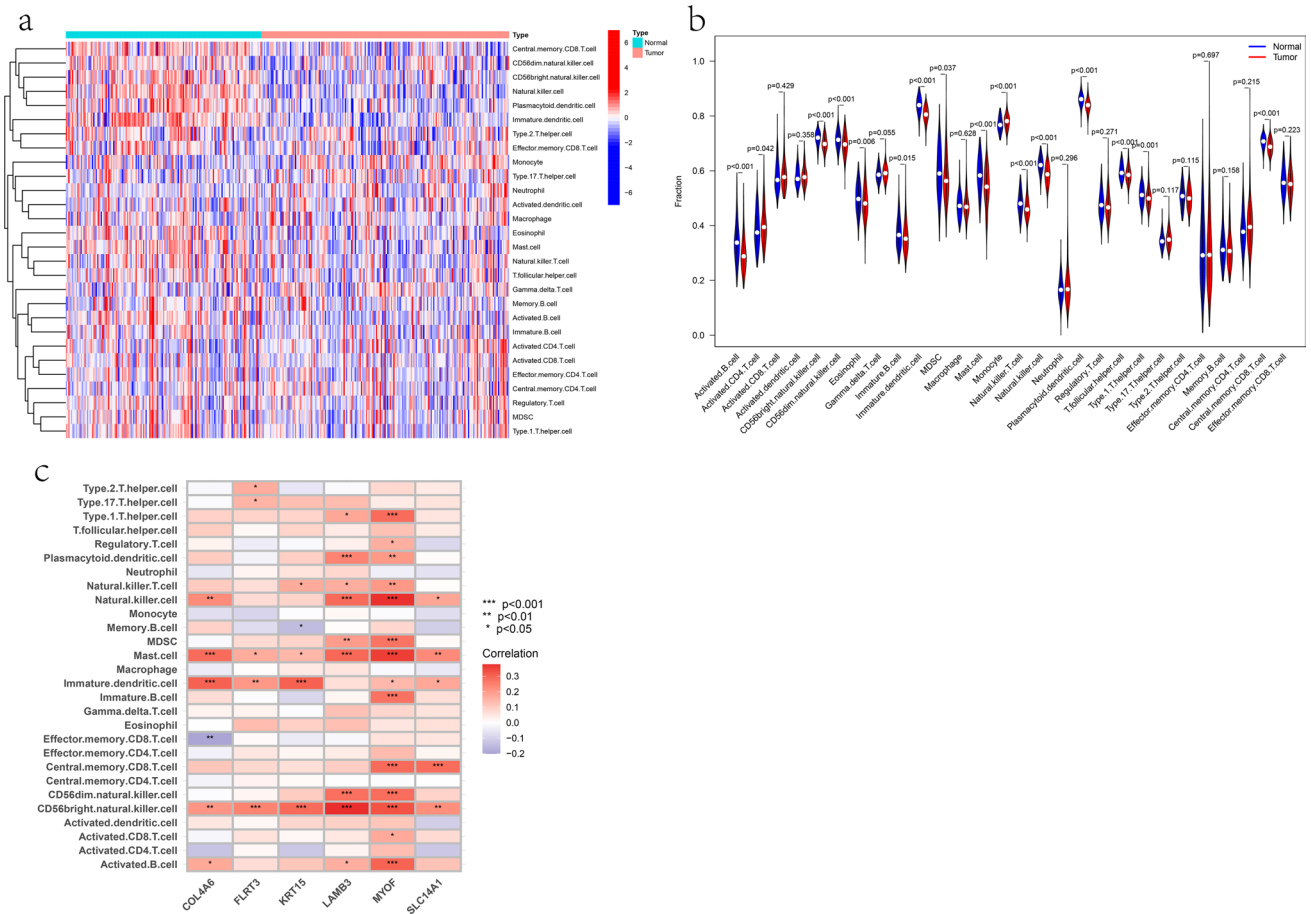 a
Type
Central.memory.CD8.T.cell
CD56dim.natural.killer.cell
CD56bright.natural.killer.cell
Natural.killer.cell
Plasmacytoid.dendritic.cell
Immature.dendritic.cell
Type.2.T.helper.cell
Effector.memory.CD8.T.cell
Monocyte
Type.17.T.helper.cell
Neutrophil
Activated.dendritic.cell
Macrophage
Eosinophil
Mast.cell
Natural.killer.T.cell
T.follicular.helper.cell
Gamma.delta.T.cell
Memory.B.cell
Activated.B.cell
Immature.B.cell
Activated.CD4.T.cell
Activated.CD8.T.cell
Effector.memory.CD4.T.cell
Central.memory.CD4.T.cell
Regulatory.T.cell
MDSC
Type.1.T.helper.cell
6
4
2
0
-2
-4
-6
Type
Normal
Tumor
b
Fraction
1.0
0.8
0.6
0.4
0.2
0.0
p<0.001
p=0.042
p=0.429
p=0.358
p<0.001
p<0.001
p=0.006
p=0.055
p=0.015
p<0.001
p=0.037
p=0.628
p<0.001
p<0.001
p<0.001
p<0.001
p=0.296
p<0.001
p=0.271
p<0.001
p<0.001
p=0.117
p=0.115
p=0.697
p=0.158
p=0.215
p<0.001
p=0.223
Normal
Tumor
Activated.B.cell
Activated.CD4.T.cell
Activated.CD8.T.cell
Activated.dendritic.cell
CD56bright.natural.killer.cell
CD56dim.natural.killer.cell
Eosinophil
Gamma.delta.T.cell
Immature.B.cell
Immature.dendritic.cell
MDSC
Macrophage
Mast.cell
Monocyte
Natural.killer.T.cell
Natural.killer.cell
Neutrophil
Plasmacytoid.dendritic.cell
Regulatory.T.cell
T.follicular.helper.cell
Type.1.T.helper.cell
Type.17.T.helper.cell
Type.2.T.helper.cell
Effector.memory.CD4.T.cell
Memory.B.cell
Central.memory.CD4.T.cell
Central.memory.CD8.T.cell
Effector.memory.CD8.T.cell
c
Type.2.T.helper.cell *
Type.17.T.helper.cell *
Type.1.T.helper.cell * ***
T.follicular.helper.cell
Regulatory.T.cell *
Plasmacytoid.dendritic.cell *** **
Neutrophil
Natural.killer.T.cell * * **
Natural.killer.cell ** *** *** *
Monocyte
Memory.B.cell *
MDSC ** ***
Mast.cell *** * * *** *** **
Macrophage
Immature.dendritic.cell *** ** *** * *
Immature.B.cell ***
Gamma.delta.T.cell
Eosinophil
Effector.memory.CD8.T.cell **
Effector.memory.CD4.T.cell
Central.memory.CD8.T.cell *** ***
Central.memory.CD4.T.cell
CD56dim.natural.killer.cell *** ***
CD56bright.natural.killer.cell ** *** *** *** *** **
Activated.dendritic.cell
Activated.CD8.T.cell *
Activated.CD4.T.cell
Activated.B.cell * * ***
COL4A6
FLRT3
KRT15
LAMB3
MYOF
SLC14A1
*** p<0.001
** p<0.01
* p<0.05
Correlation
0.3
0.2
0.1
0.0
−0.1
−0.2